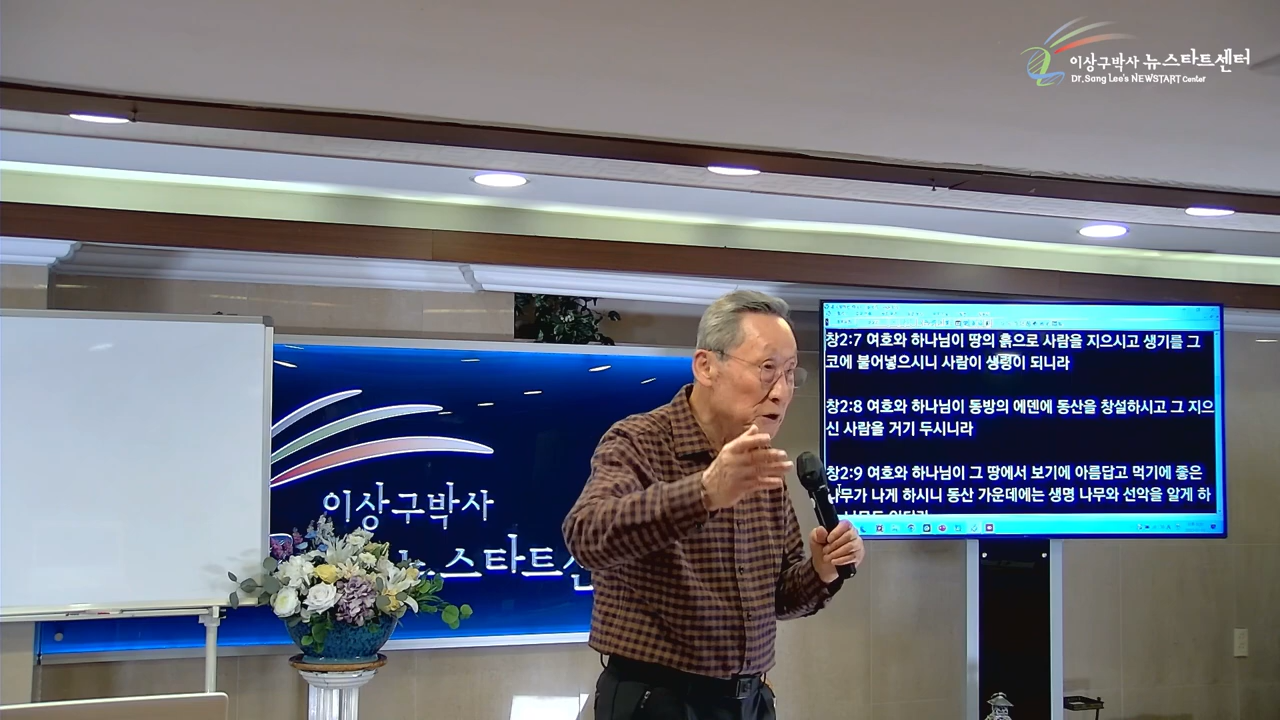 이상구박사 뉴스타트센터
Dr. Sang Lee's NEWSTART Center
창2:7 여호와 하나님이 땅의 흙으로 사람을 지으시고 생기를 그
코에 불어넣으시니 사람이 생령이 되니라
창2:8 여호와 하나님이 동방의 에덴에 동산을 창설하시고 그 지으
신 사람을 거기 두시니라
창2:9 여호와 하나님이 그 땅에서 보기에 아름답고 먹기에 좋은
나무가 나게 하시니 동산 가운데에는 생명 나무와 선악을 알게 하
이상구박사
뉴스타트센